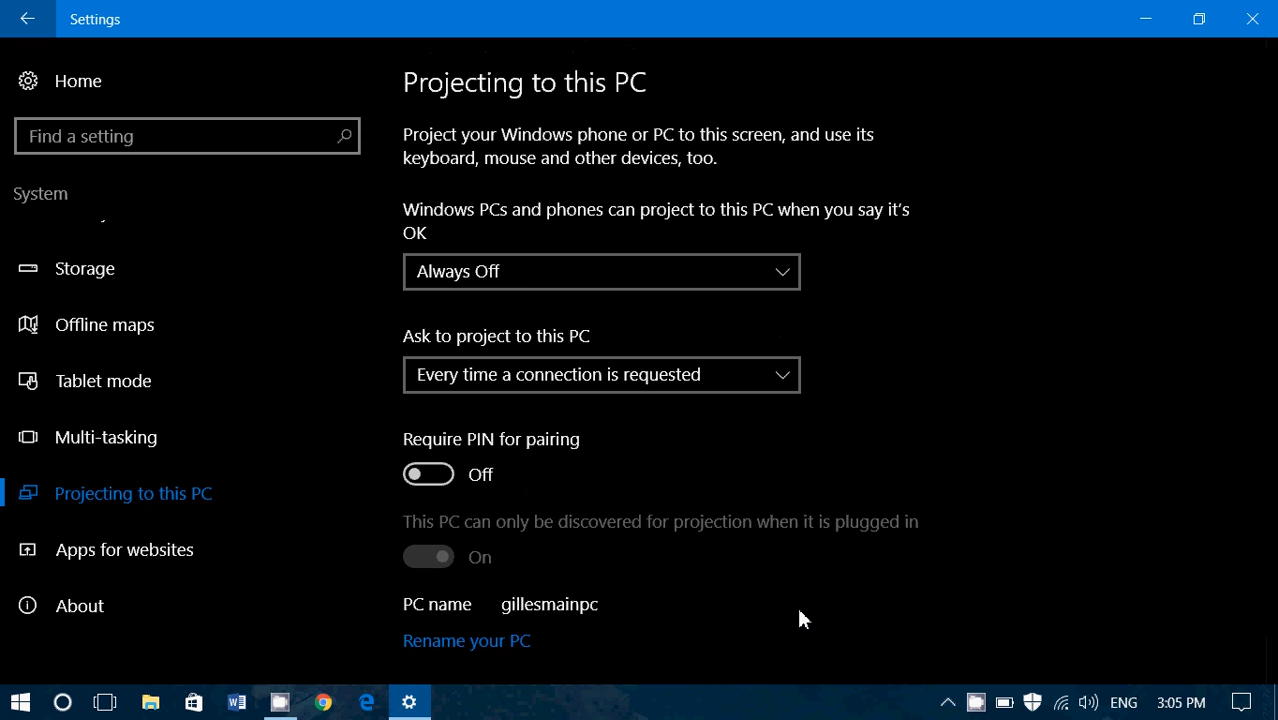 Settings
Home
Find a setting
System
Storage
Offline maps
Tablet mode
Multi-tasking
Projecting to this PC
Apps for websites
About
Projecting to this PC
Project your Windows phone or PC to this screen, and use its
keyboard, mouse and other devices, too.
Windows PCs and phones can project to this PC when you say it's
OK
Always Off
Ask to project to this PC
Every time a connection is requested
Require PIN for pairing
Off
This PC can only be discovered for projection when it is plugged in
On
PC name gillesmainpc
Rename your PC
ENG 3:05 PM